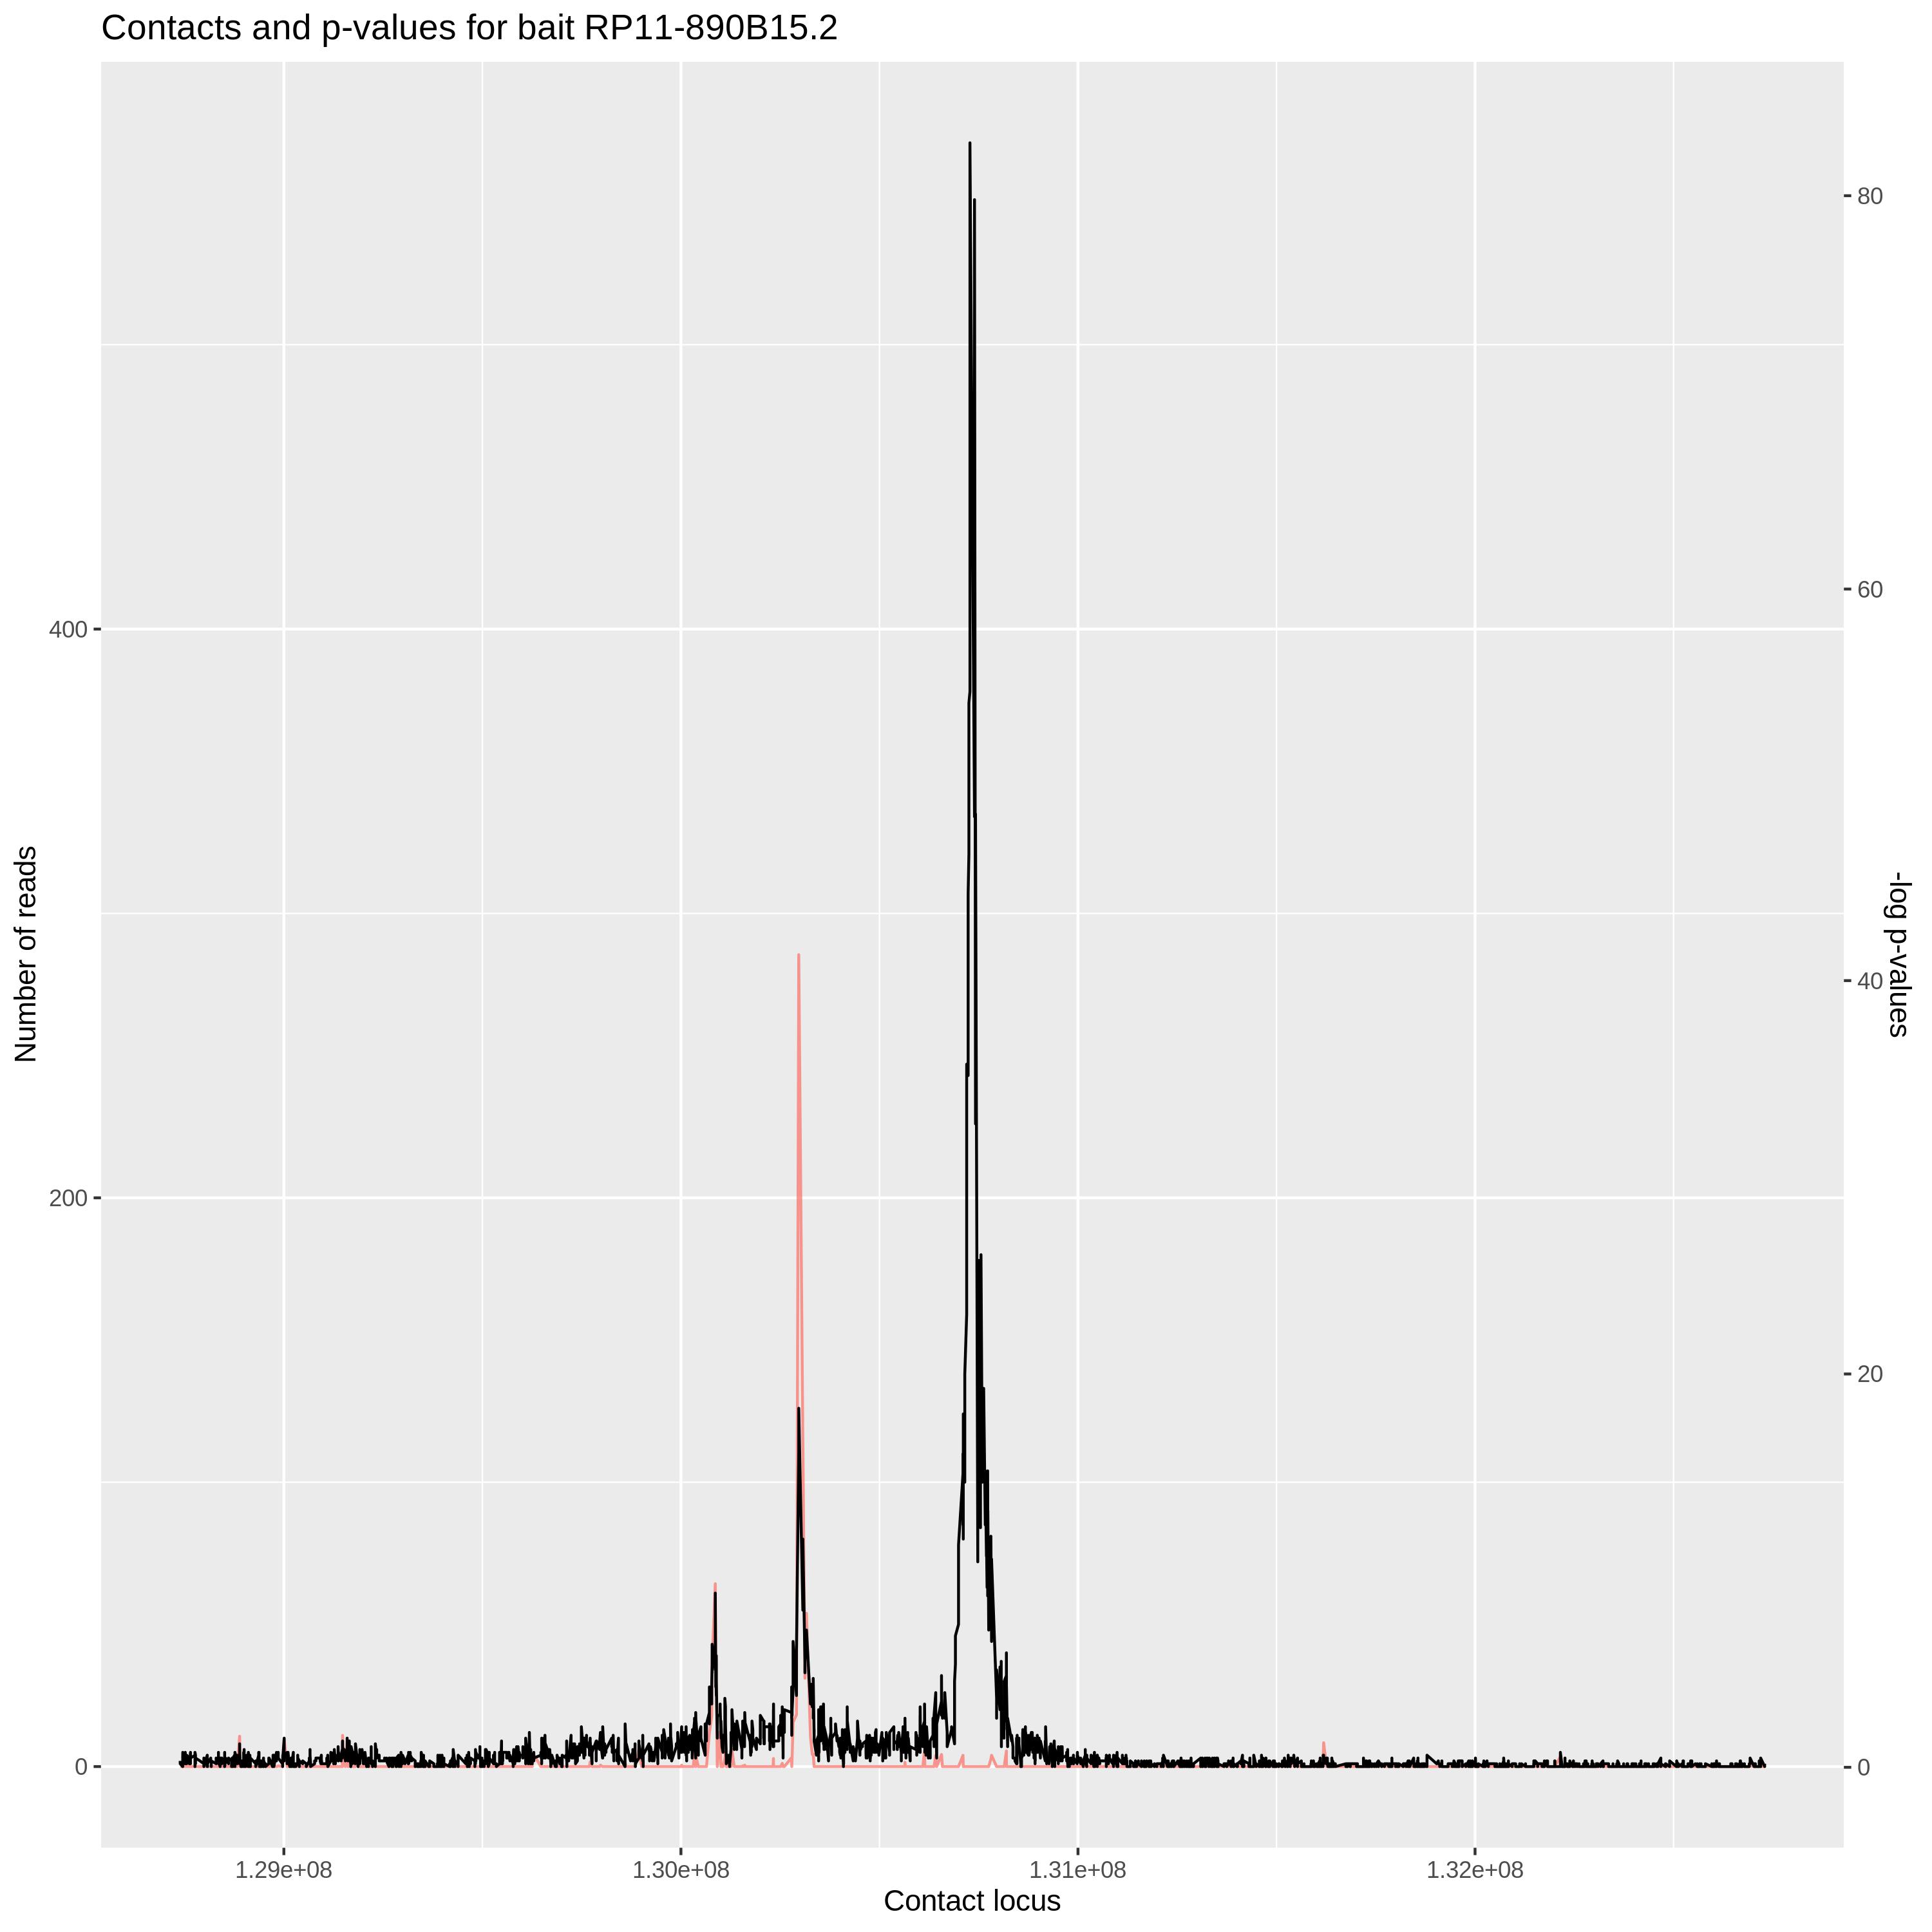 Contacts and p-values for bait RP11-890B15.2
Number of reads
400
200
0
80
60
40
20
0
-log p-values
1.29e+08
1.30e+08
1.31e+08
1.32e+08
Contact locus